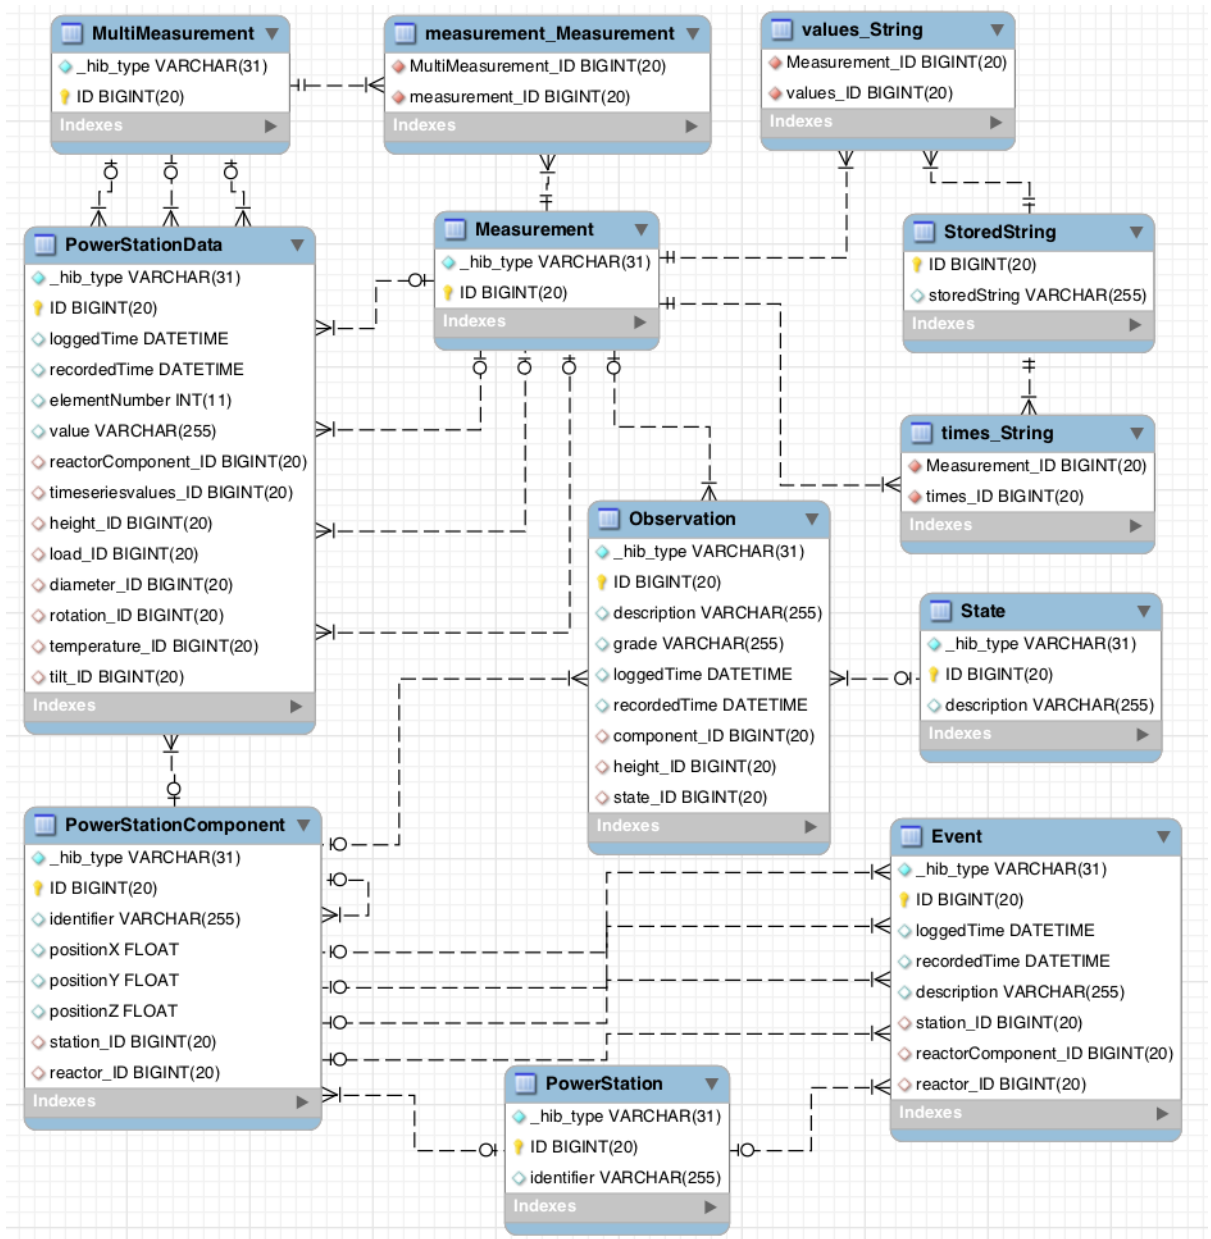 MultiMeasurement
_hib_type VARCHAR(31)
ID BIGINT(20)
Indexes
measurement_Measurement
MultiMeasurement_ID BIGINT(20)
measurement_ID BIGINT(20)
Indexes
values_String
Measurement_ID BIGINT(20)
values_ID BIGINT(20)
Indexes
PowerStationData
_hib_type VARCHAR(31)
ID BIGINT(20)
loggedTime DATETIME
recordedTime DATETIME
elementNumber INT(11)
value VARCHAR(255)
reactorComponent_ID BIGINT(20)
timeseriesvalues_ID BIGINT(20)
height_ID BIGINT(20)
load_ID BIGINT(20)
diameter_ID BIGINT(20)
rotation_ID BIGINT(20)
temperature_ID BIGINT(20)
tilt_ID BIGINT(20)
Indexes
Measurement
_hib_type VARCHAR(31)
ID BIGINT(20)
Indexes
StoredString
ID BIGINT(20)
storedString VARCHAR(255)
Indexes
times_String
Measurement_ID BIGINT(20)
times_ID BIGINT(20)
Indexes
Observation
_hib_type VARCHAR(31)
ID BIGINT(20)
description VARCHAR(255)
grade VARCHAR(255)
loggedTime DATETIME
recordedTime DATETIME
component_ID BIGINT(20)
height_ID BIGINT(20)
state_ID BIGINT(20)
Indexes
State
_hib_type VARCHAR(31)
ID BIGINT(20)
description VARCHAR(255)
Indexes
PowerStationComponent
_hib_type VARCHAR(31)
ID BIGINT(20)
identifier VARCHAR(255)
positionX FLOAT
positionY FLOAT
positionZ FLOAT
station_ID BIGINT(20)
reactor_ID BIGINT(20)
Indexes
Event
_hib_type VARCHAR(31)
ID BIGINT(20)
loggedTime DATETIME
recordedTime DATETIME
description VARCHAR(255)
station_ID BIGINT(20)
reactorComponent_ID BIGINT(20)
reactor_ID BIGINT(20)
Indexes
PowerStation
_hib_type VARCHAR(31)
ID BIGINT(20)
identifier VARCHAR(255)
Indexes